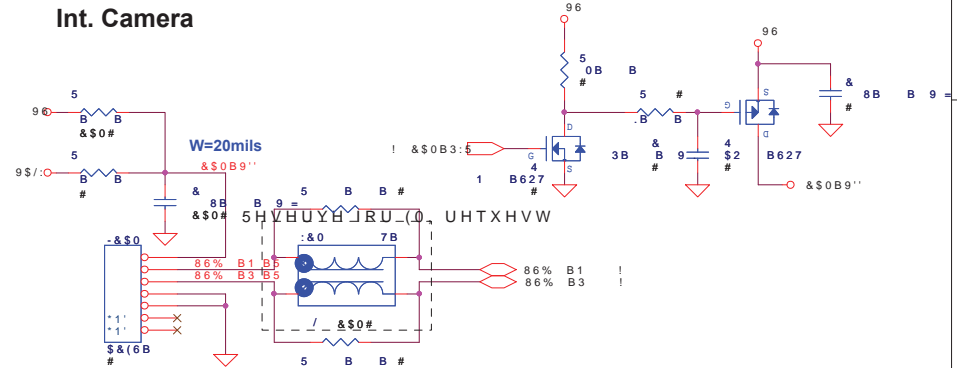 Int. Camera
96
96
5
0B B
#
&
8B B 9 =
#
5 #
.B B
G
S
D
! &$0B3:5
D
G
S
3B
4
1 B627
#
&
B 9
#
4
$2 B627
#
&$0B9''
5
96
B B
&$0#
W=20mils
&$0B9''
5
9$/:
B B
#
&
8B B 9 =
&$0#
5 B B #
5HVHUYH IRU (0, UHTXHVW
-&$0
:&0 7B
86% B1 B5
86% B3 B5
86% B1 !
86% B3 !
*1'
*1'
/ &$0#
$&(6B
#
5 B B #